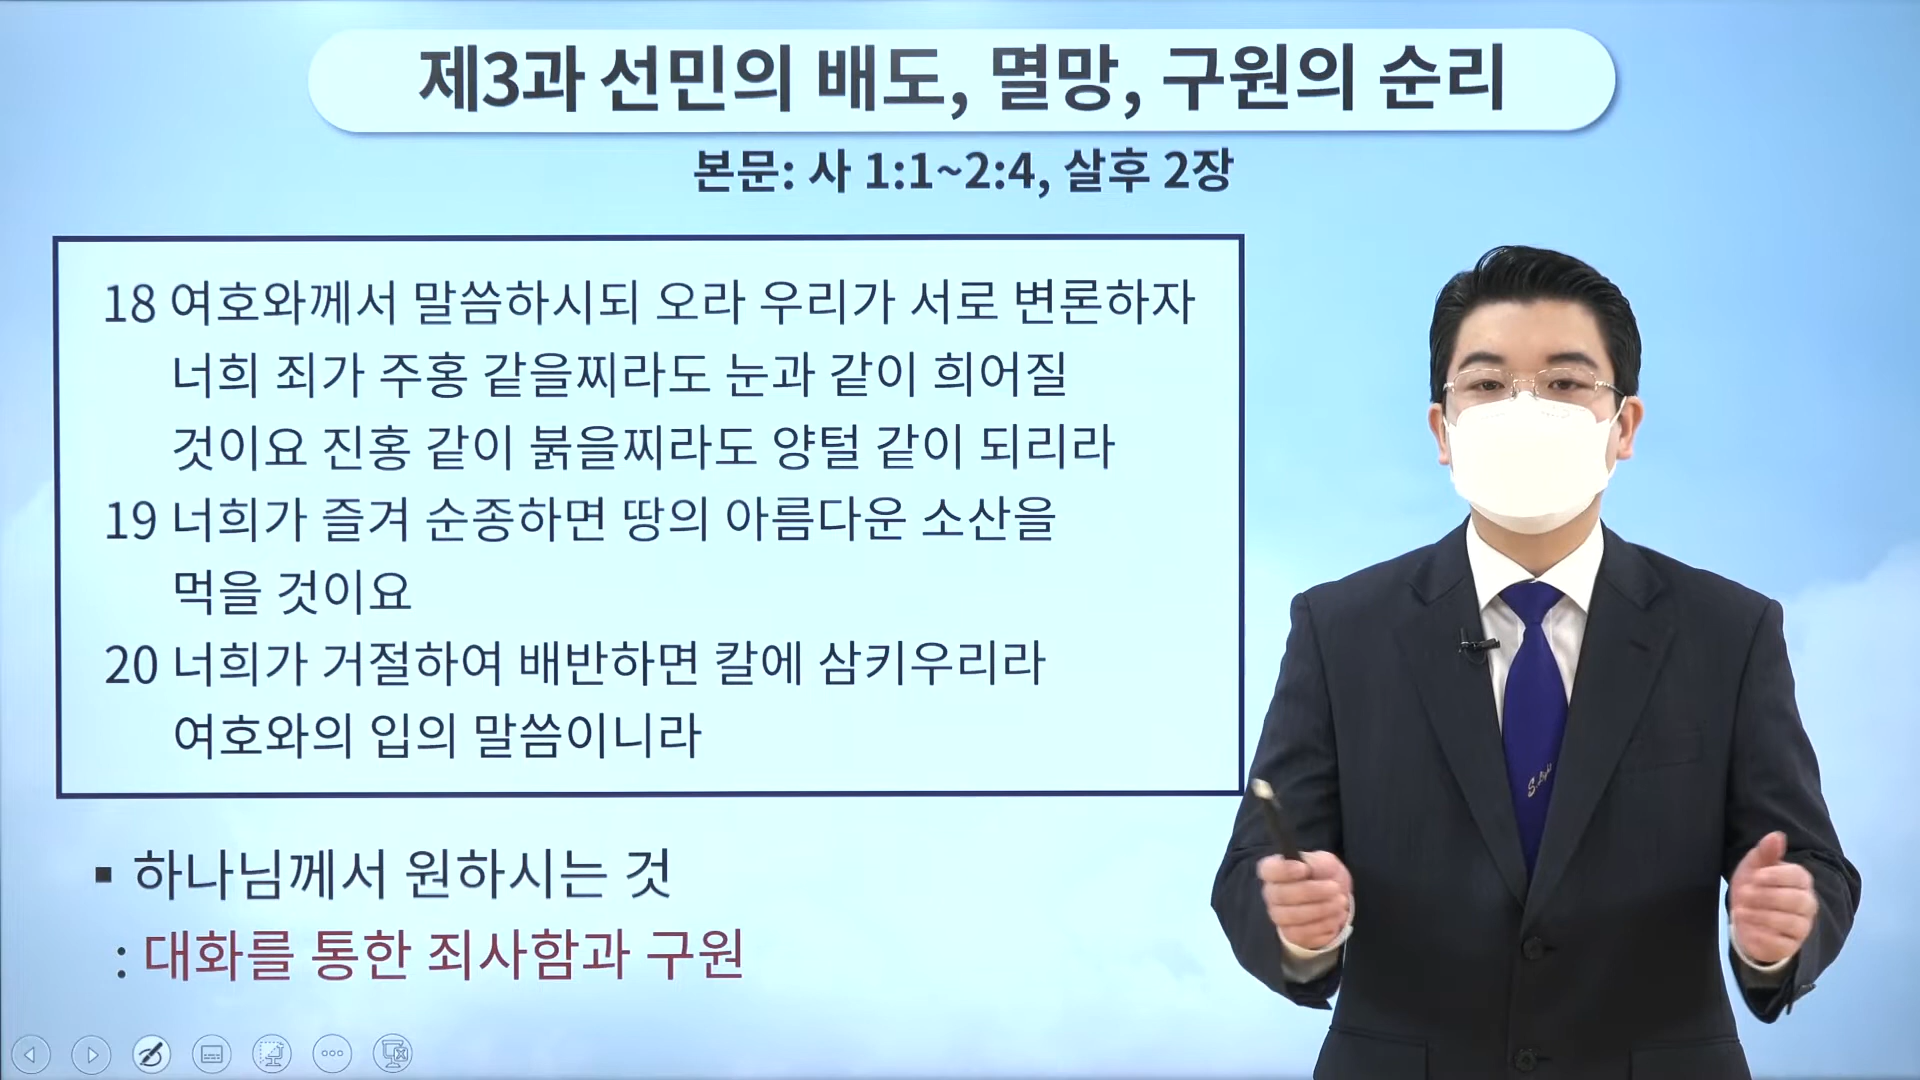 제3과 선민의 배도, 멸망, 구원의 순리
본문: 사 1:1~2:4, 살후 2장
18 여호와께서 말씀하시되 오라 우리가 서로 변론하자
너희 죄가 주홍 같을찌라도 눈과 같이 희어질
것이요 진홍 같이 붉을찌라도 양털 같이 되리라
19 너희가 즐겨 순종하면 땅의 아름다운 소산을
먹을 것이요
20 너희가 거절하여 배반하면 칼에 삼키우리라
여호와의 입의 말씀이니라
▪ 하나님께서 원하시는 것
: 대화를 통한 죄사함과 구원